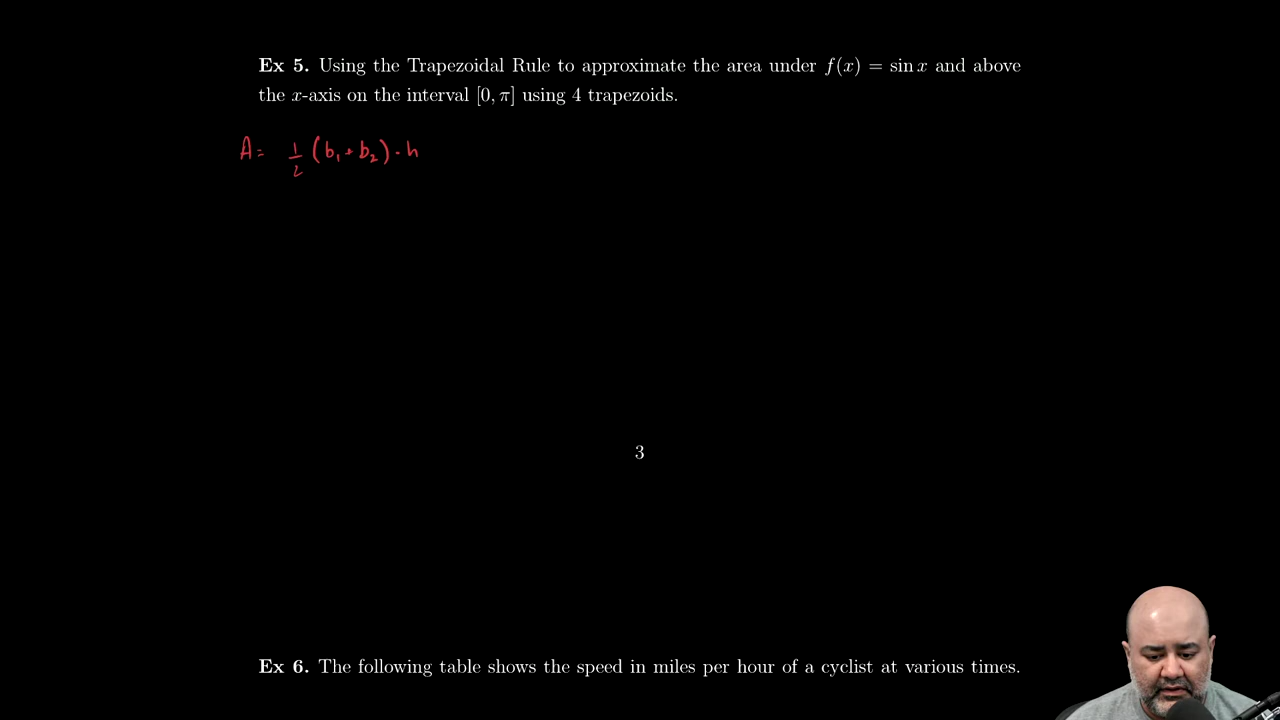 Ex 5. Using the Trapezoidal Rule to approximate the area under f(x) = sin x and above
the x-axis on the interval [0, π] using 4 trapezoids.
A = 1/2 (b₁ + b₂) · h
3
Ex 6. The following table shows the speed in miles per hour of a cyclist at various times.